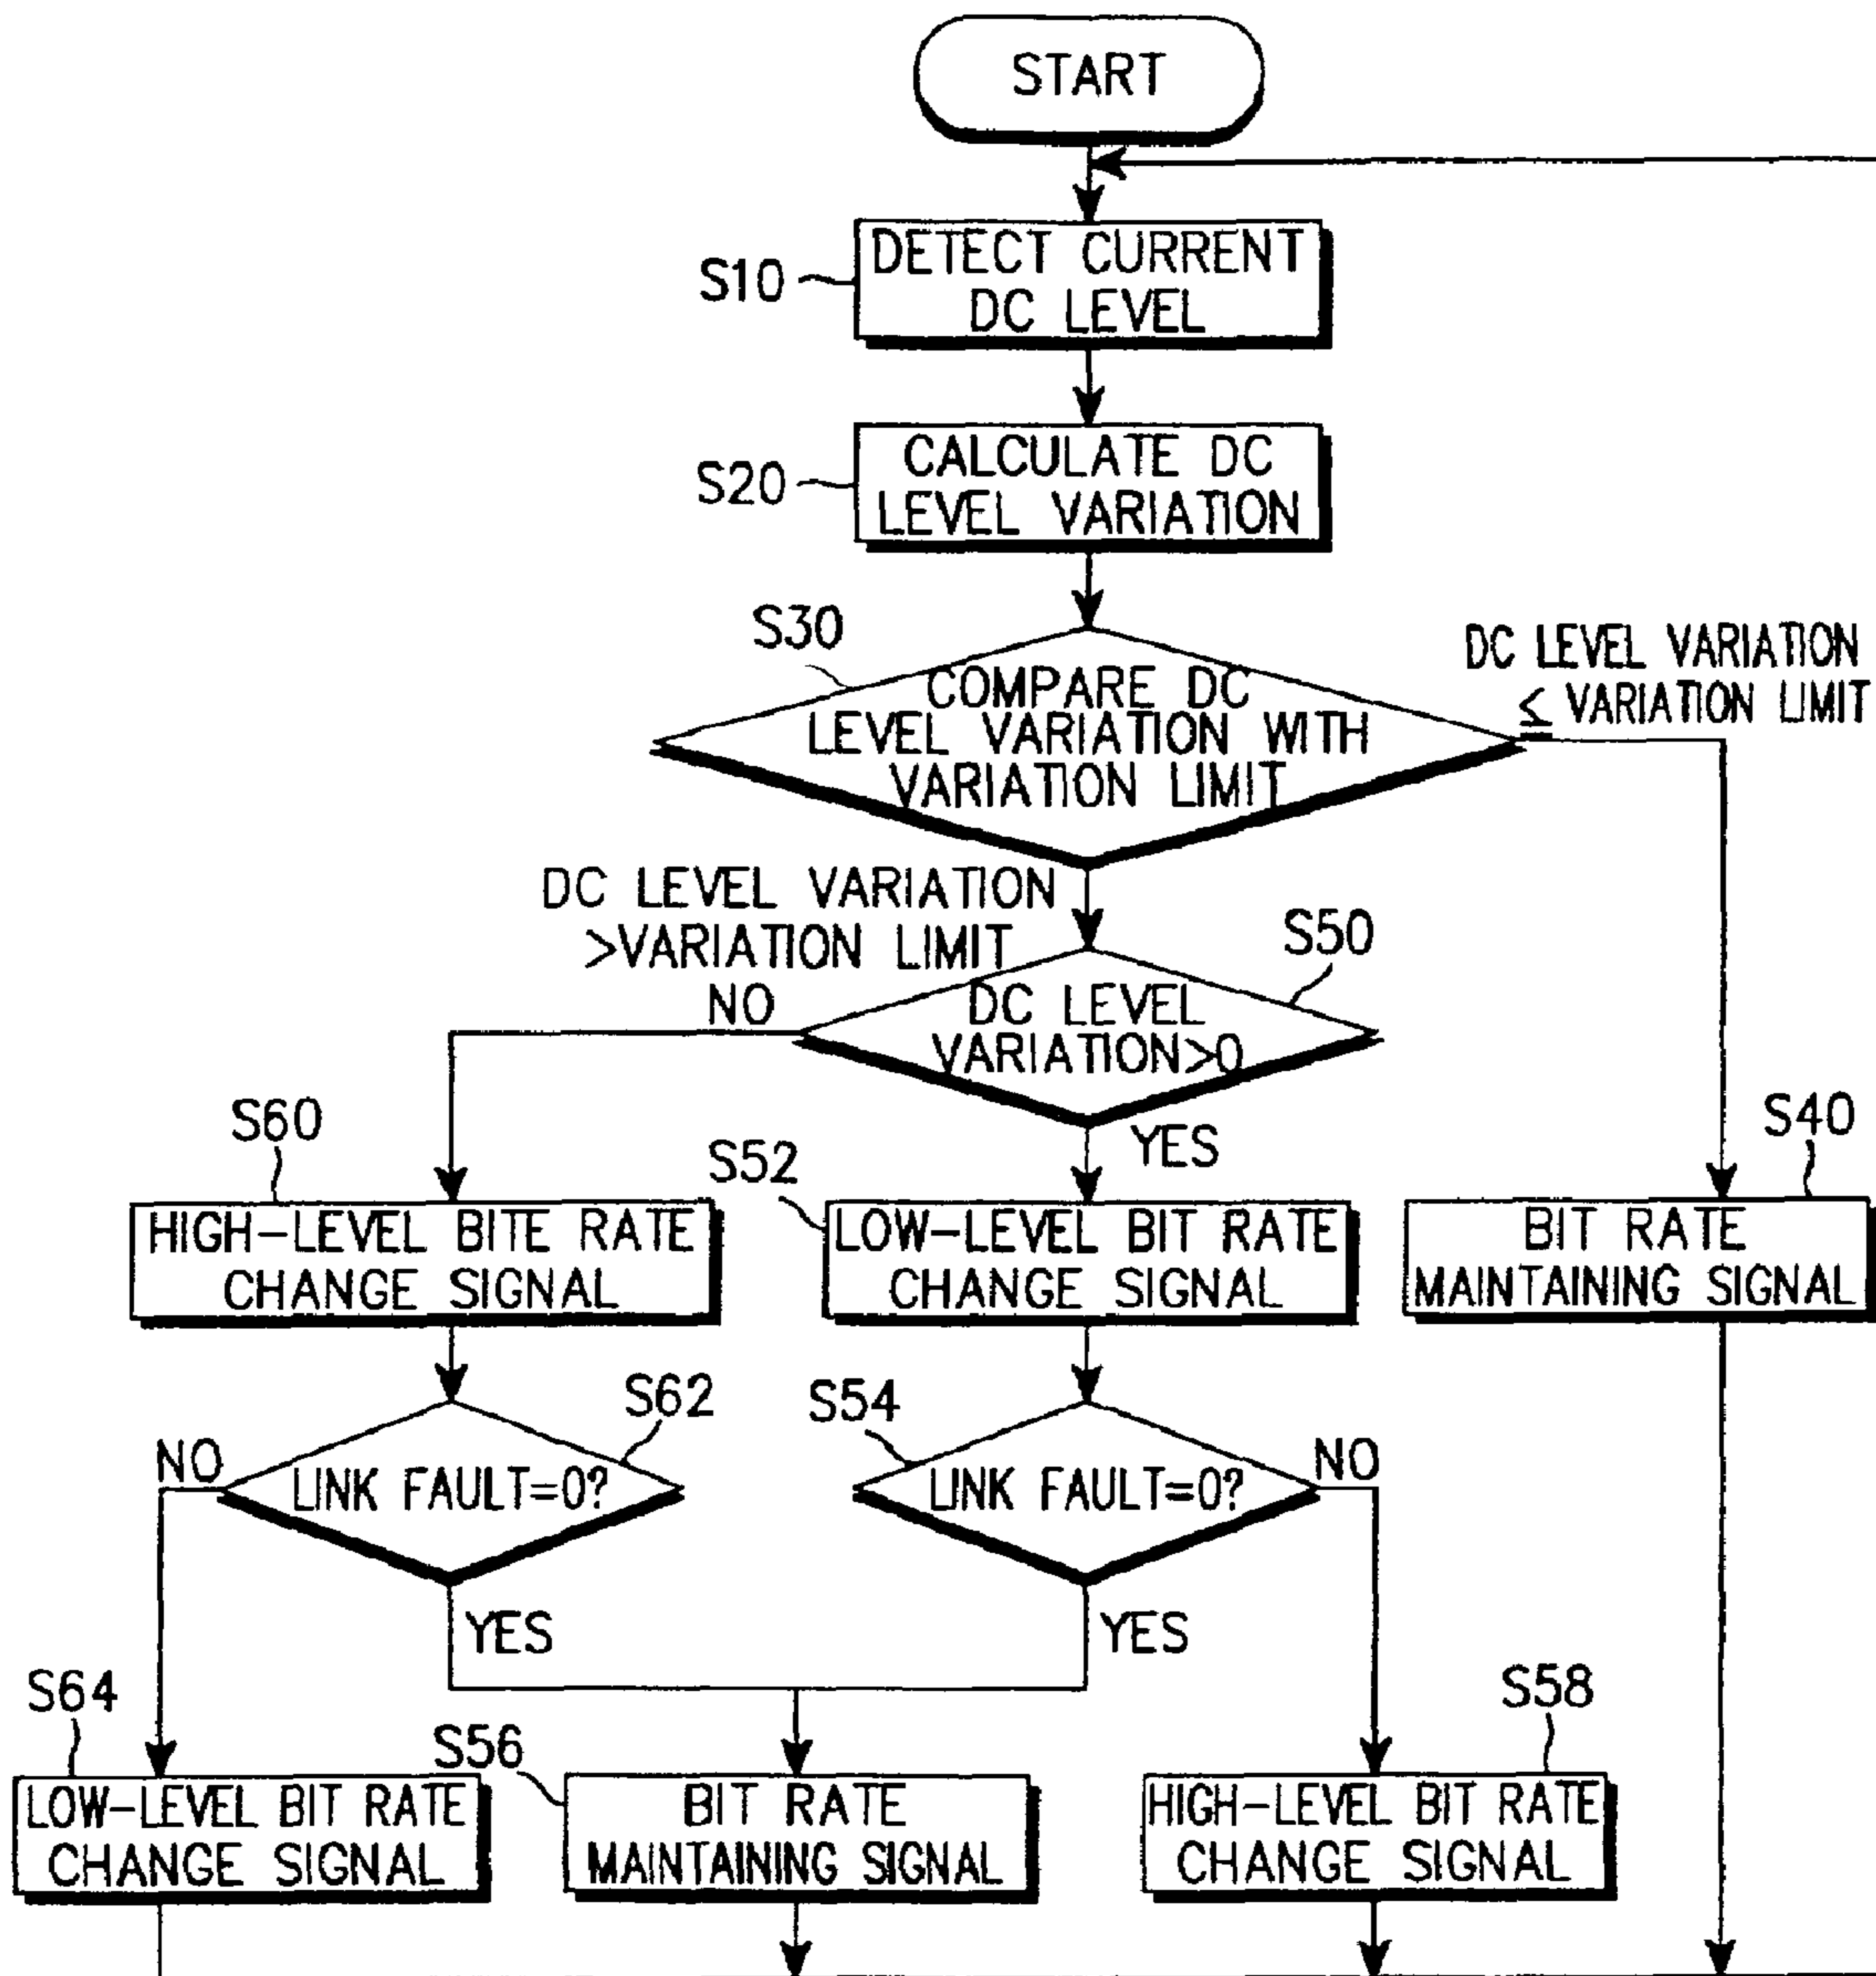 START
S10
DETECT CURRENT
DC LEVEL
S20
CALCULATE DC
LEVEL VARIATION
S30
COMPARE DC
LEVEL VARIATION WITH
VARIATION LIMIT
DC LEVEL VARIATION
≤ VARIATION LIMIT
DC LEVEL VARIATION
>VARIATION LIMIT
S50
NO
DC LEVEL
VARIATION>0
YES
S60
HIGH-LEVEL BITE RATE
CHANGE SIGNAL
S52
LOW-LEVEL BIT RATE
CHANGE SIGNAL
S40
BIT RATE
MAINTAINING SIGNAL
S62
NO
LINK FAULT=0?
YES
S54
LINK FAULT=0?
NO
YES
S64
LOW-LEVEL BIT RATE
CHANGE SIGNAL
S56
BIT RATE
MAINTAINING SIGNAL
S58
HIGH-LEVEL BIT RATE
CHANGE SIGNAL